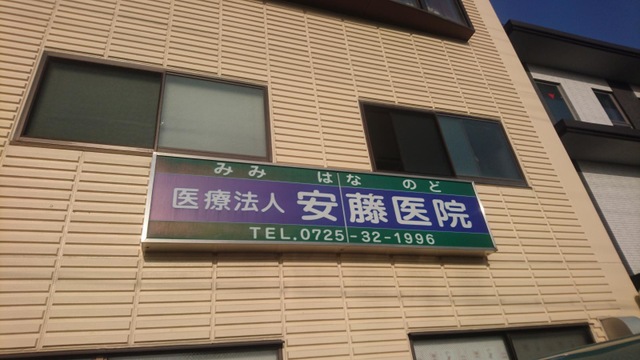 みみ はな のど
医療法人 安藤医院
TEL.0725-32-1996